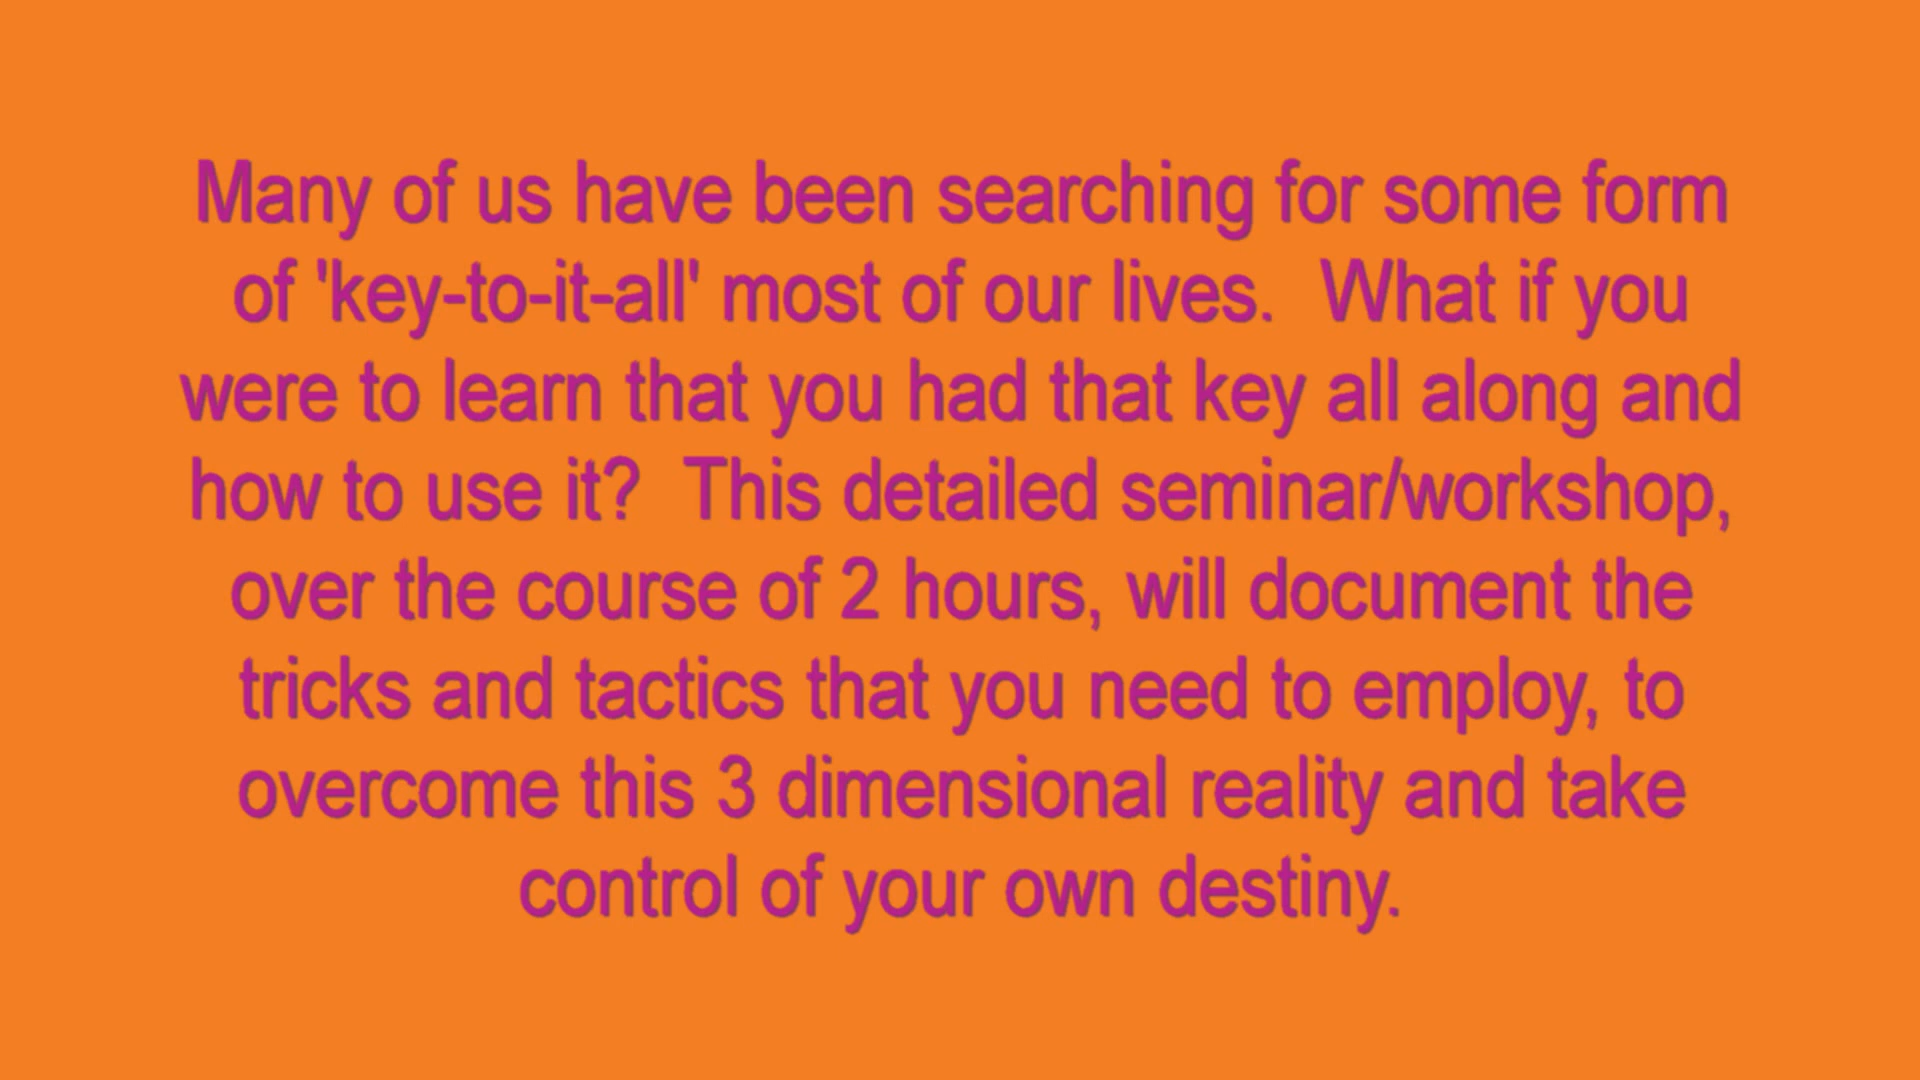 Many of us have been searching for some form
of 'key-to-it-all' most of our lives.  What if you
were to learn that you had that key all along and
how to use it?  This detailed seminar/workshop,
over the course of 2 hours, will document the
tricks and tactics that you need to employ, to
overcome this 3 dimensional reality and take
control of your own destiny.